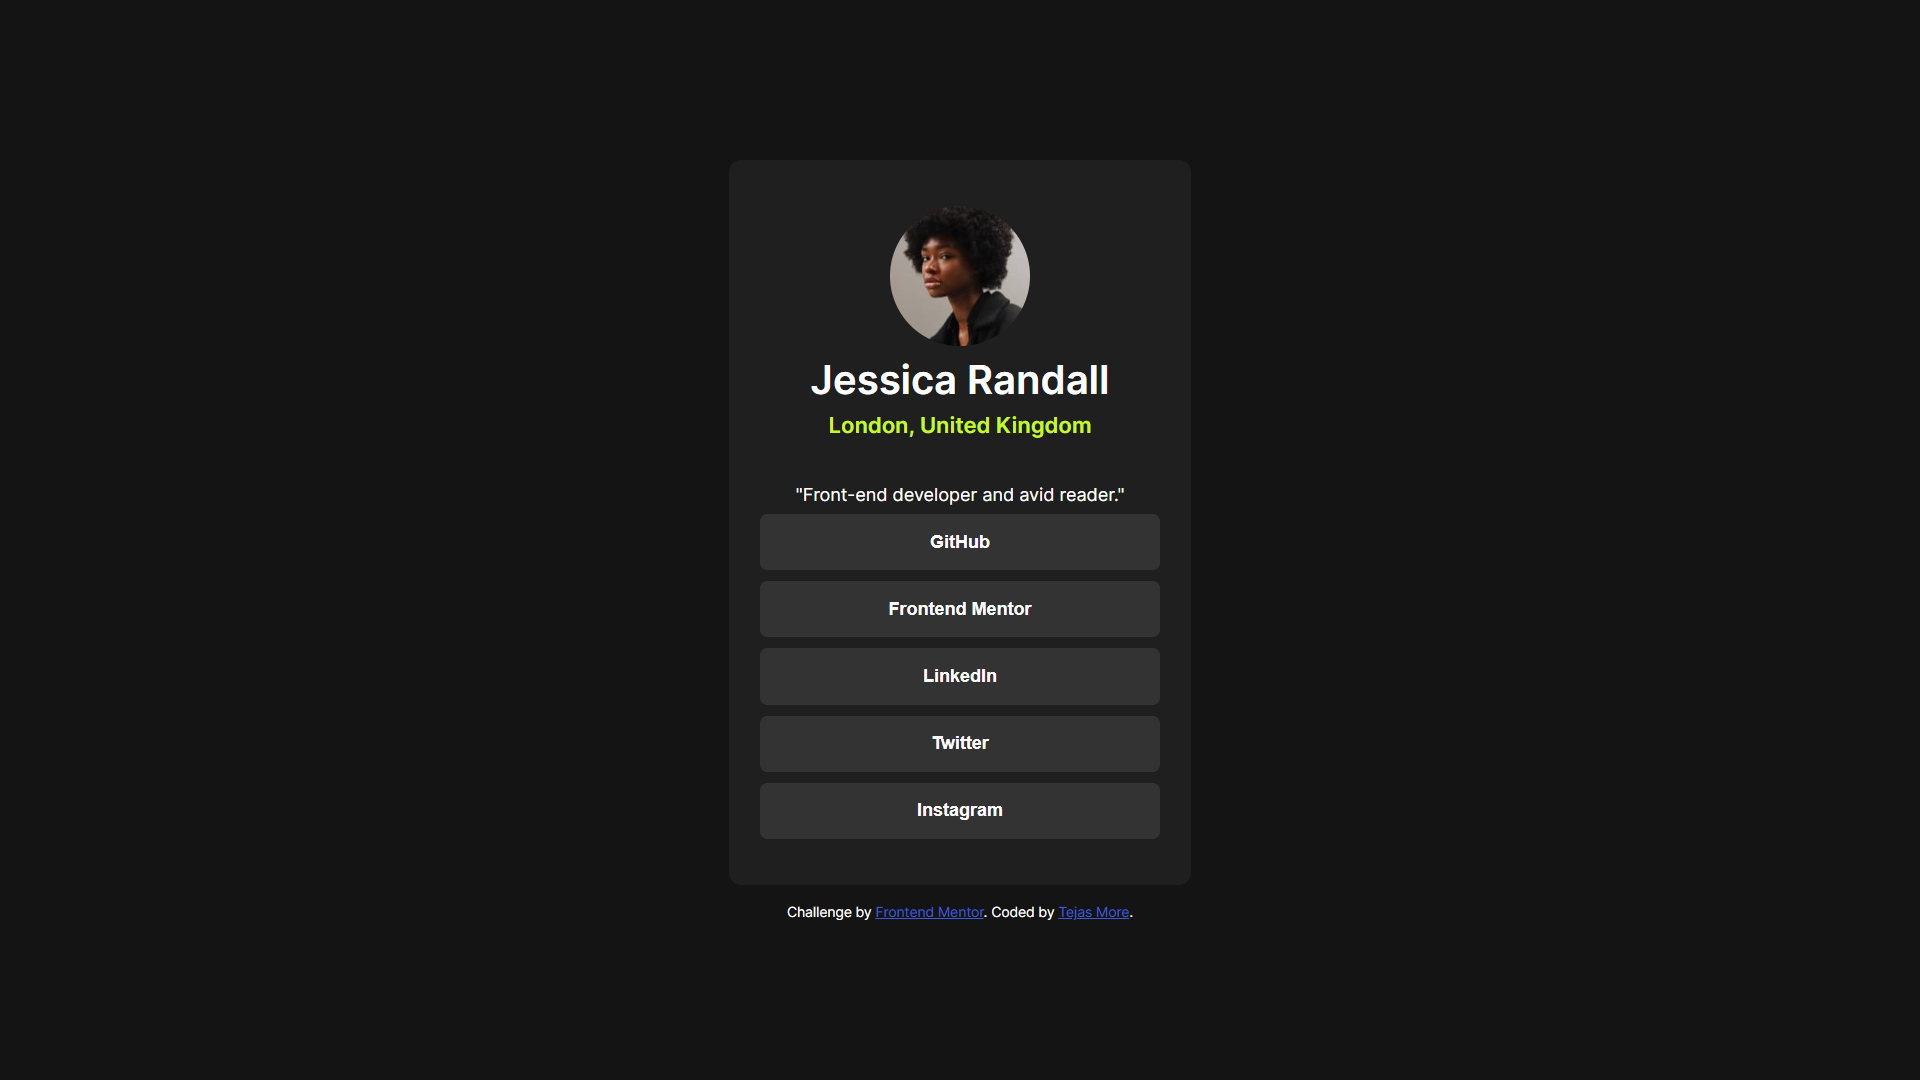 Jessica Randall
London, United Kingdom
"Front-end developer and avid reader."
GitHub
Frontend Mentor
LinkedIn
Twitter
Instagram
Challenge by Frontend Mentor. Coded by Tejas More.